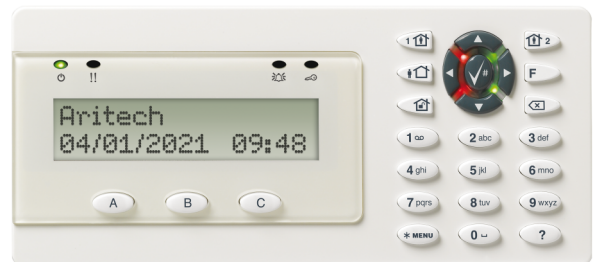 Aritech
04/01/2021 09:48
A B C
1 2
# F
1 2 abc 3 def
4 ghi 5 jkl 6 mno
7 pqrs 8 tuv 9 wxyz
* MENU 0 ?
!!